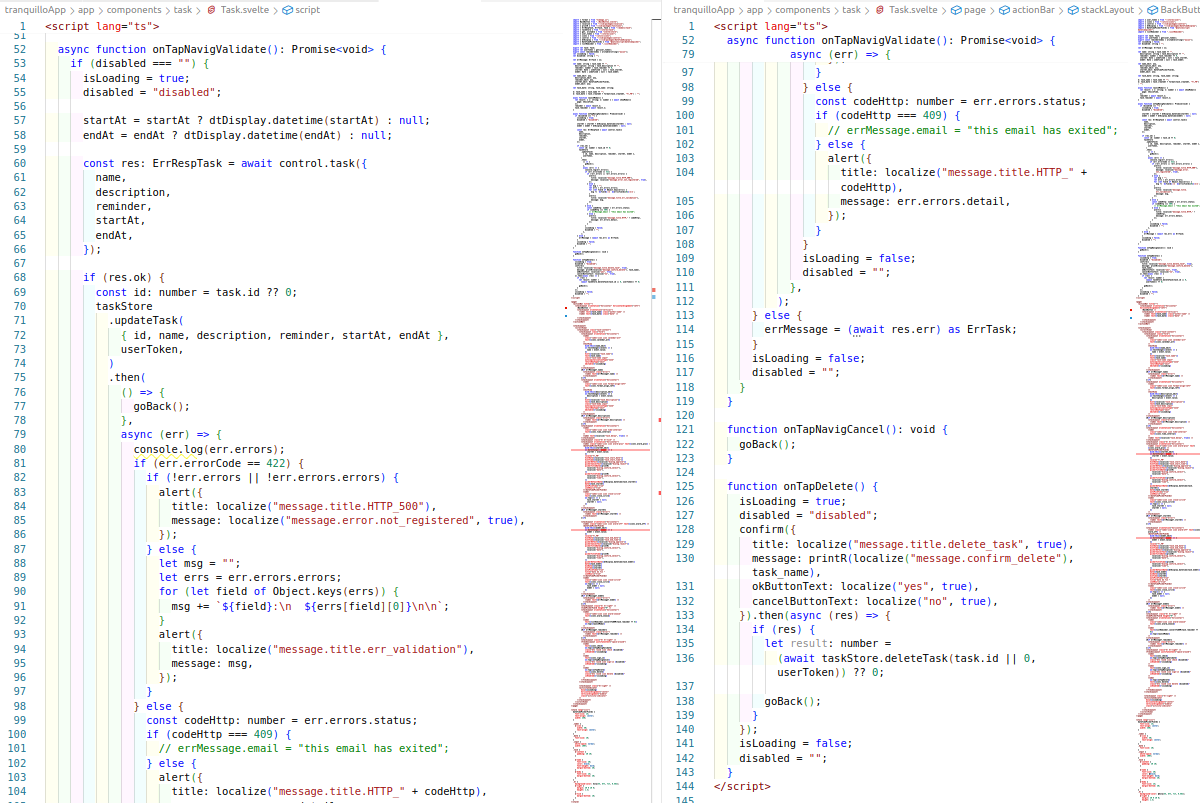 tranquilloApp > app > components > task > Task.svelte > script
1 <script lang="ts">
51
52 async function onTapNavigValidate(): Promise<void> {
53 if (disabled === "") {
54 isLoading = true;
55 disabled = "disabled";
56
57 startAt = startAt ? dtDisplay.datetime(startAt) : null;
58 endAt = endAt ? dtDisplay.datetime(endAt) : null;
59
60 const res: ErrRespTask = await control.task({
61 name,
62 description,
63 reminder,
64 startAt,
65 endAt,
66 });
67
68 if (res.ok) {
69 const id: number = task.id ?? 0;
70 taskStore
71 .updateTask(
72 { id, name, description, reminder, startAt, endAt },
73 userToken,
74 )
75 .then(
76 () => {
77 goBack();
78 },
79 async (err) => {
80 console.log(err.errors);
81 if (err.errorCode == 422) {
82 if (!err.errors || !err.errors.errors) {
83 alert({
84 title: localize("message.title.HTTP_500"),
85 message: localize("message.error.not_registered", true),
86 });
87 } else {
88 let msg = "";
89 let errs = err.errors.errors;
90 for (let field of Object.keys(errs)) {
91 msg += `${field}:\n ${errs[field][0]}\n\n`;
92 }
93 alert({
94 title: localize("message.title.err_validation"),
95 message: msg,
96 });
97 }
98 } else {
99 const codeHttp: number = err.errors.status;
100 if (codeHttp === 409) {
101 // errMessage.email = "this email has exited";
102 } else {
103 alert({
104 title: localize("message.title.HTTP_" + codeHttp),
tranquilloApp > app > components > task > Task.svelte > page > actionBar > stackLayout > BackButt
1 <script lang="ts">
52 async function onTapNavigValidate(): Promise<void> {
79 async (err) => {
97 }
98 } else {
99 const codeHttp: number = err.errors.status;
100 if (codeHttp === 409) {
101 // errMessage.email = "this email has exited";
102 } else {
103 alert({
104 title: localize("message.title.HTTP_" +
codeHttp),
105 message: err.errors.detail,
106 });
107 }
108 }
109 isLoading = false;
110 disabled = "";
111 },
112 );
113 } else {
114 errMessage = (await res.err) as ErrTask;
115 }
116 isLoading = false;
117 disabled = "";
118 }
119 }
120
121 function onTapNavigCancel(): void {
122 goBack();
123 }
124
125 function onTapDelete() {
126 isLoading = true;
127 disabled = "disabled";
128 confirm({
129 title: localize("message.title.delete_task", true),
130 message: printR(localize("message.confirm_delete"),
task_name),
131 okButtonText: localize("yes", true),
132 cancelButtonText: localize("no", true),
133 }).then(async (res) => {
134 if (res) {
135 let result: number =
136 (await taskStore.deleteTask(task.id || 0,
userToken)) ?? 0;
137
138 goBack();
139 }
140 });
141 isLoading = false;
142 disabled = "";
143 }
144 </script>
145